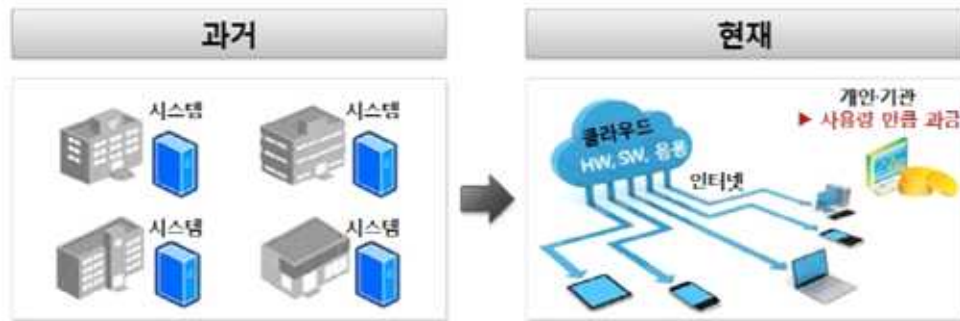 과거
현재
시스템
시스템
시스템
시스템
클라우드
HW, SW, 응용
인터넷
개인·기관
▶ 사용량 만큼 과금